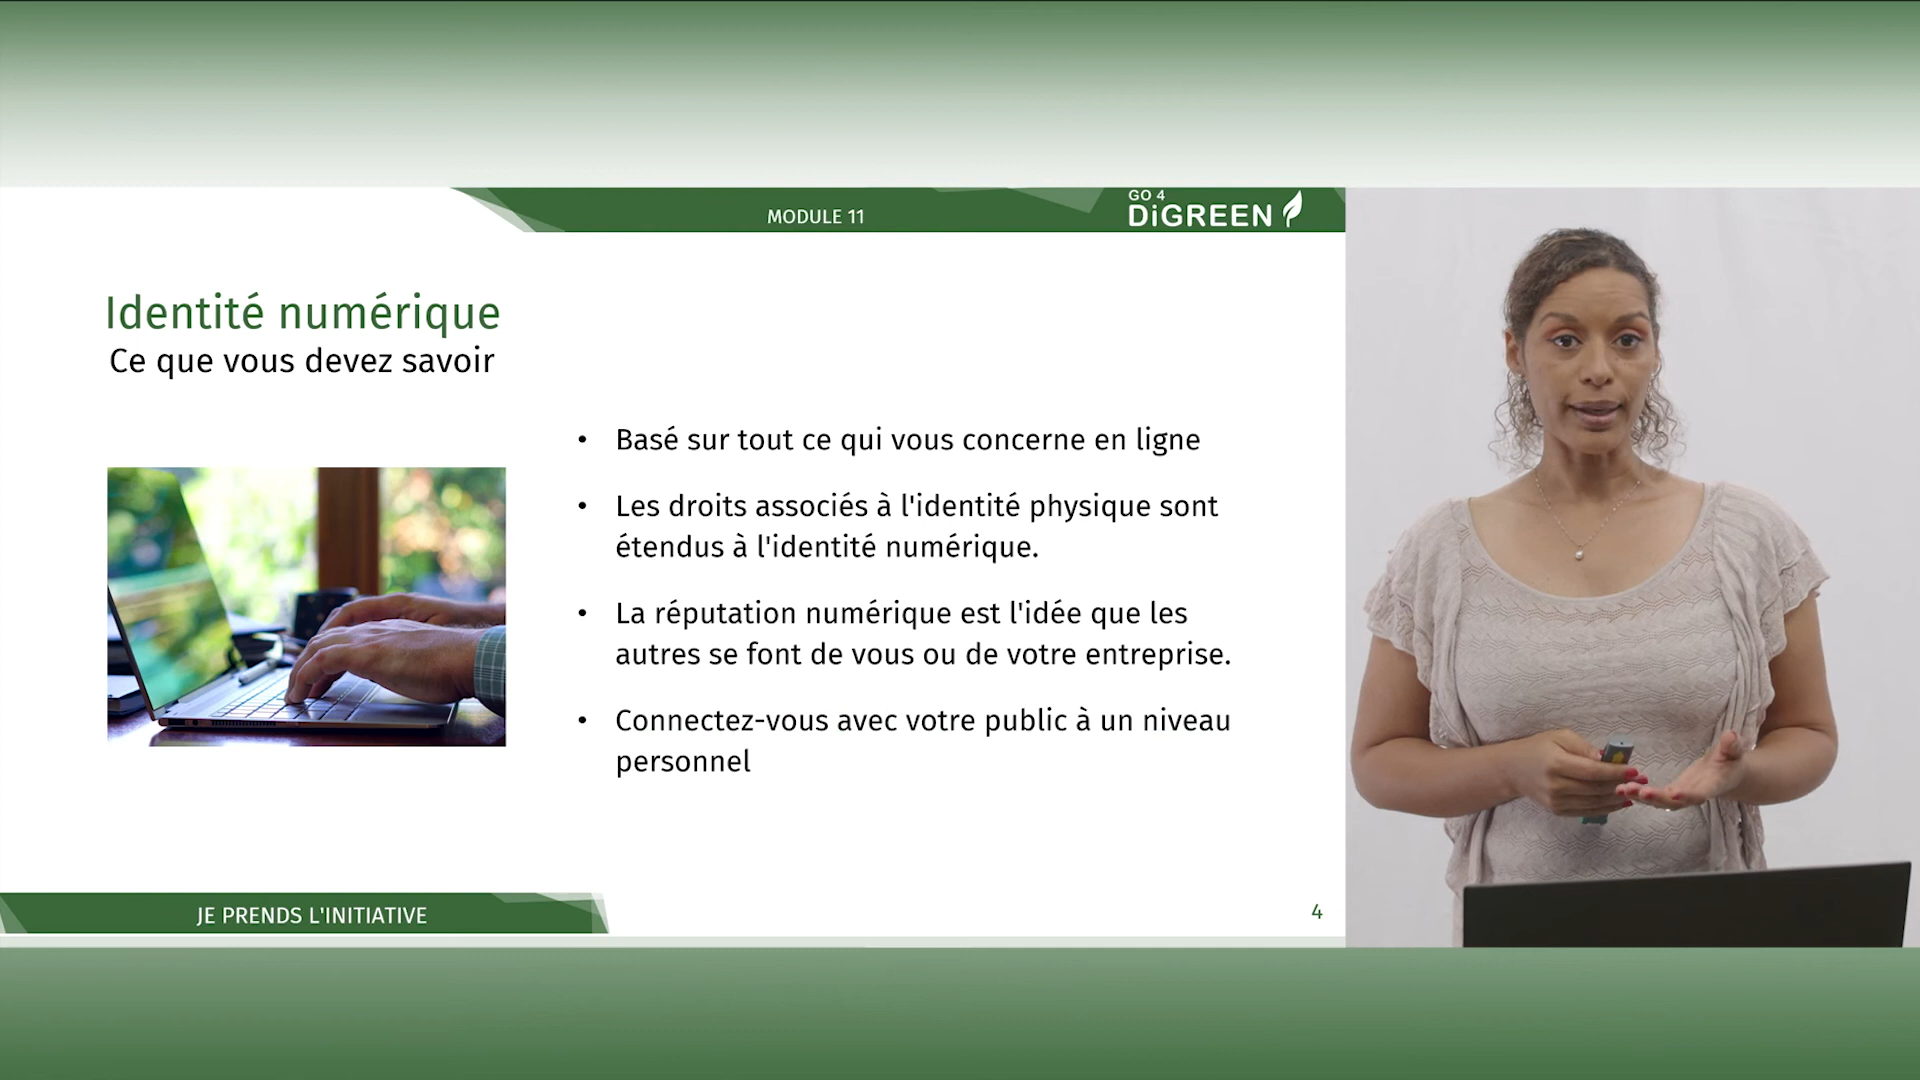 MODULE 11
GO 4
DiGREEN
Identité numérique
Ce que vous devez savoir
• Basé sur tout ce qui vous concerne en ligne
• Les droits associés à l'identité physique sont
étendus à l'identité numérique.
• La réputation numérique est l'idée que les
autres se font de vous ou de votre entreprise.
• Connectez-vous avec votre public à un niveau
personnel
JE PRENDS L'INITIATIVE
4